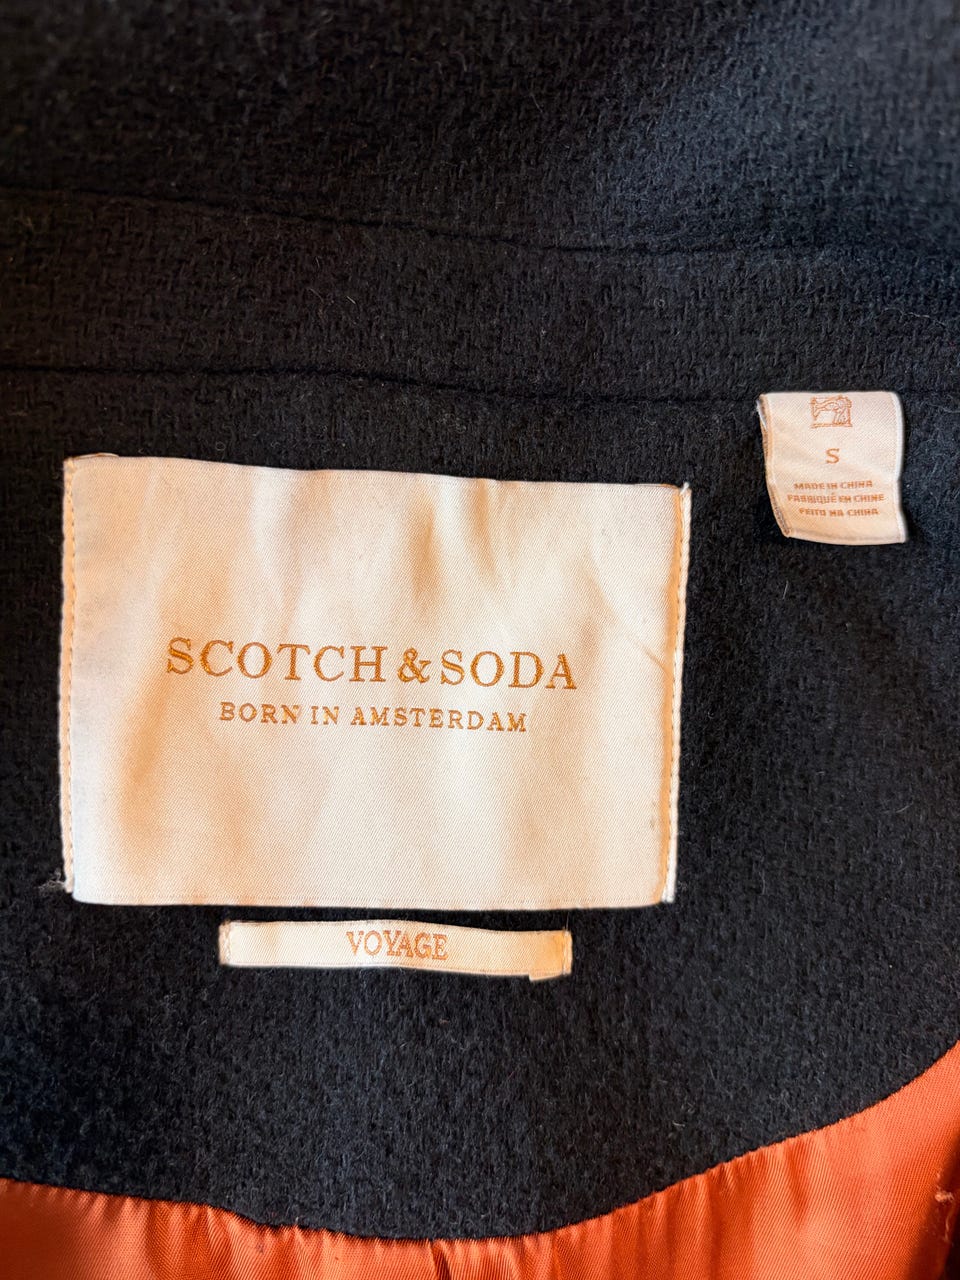 SCOTCH & SODA
BORN IN AMSTERDAM
VOYAGE
S
MADE IN CHINA
FABRIQUÉ EN CHINE
FEITO NA CHINA